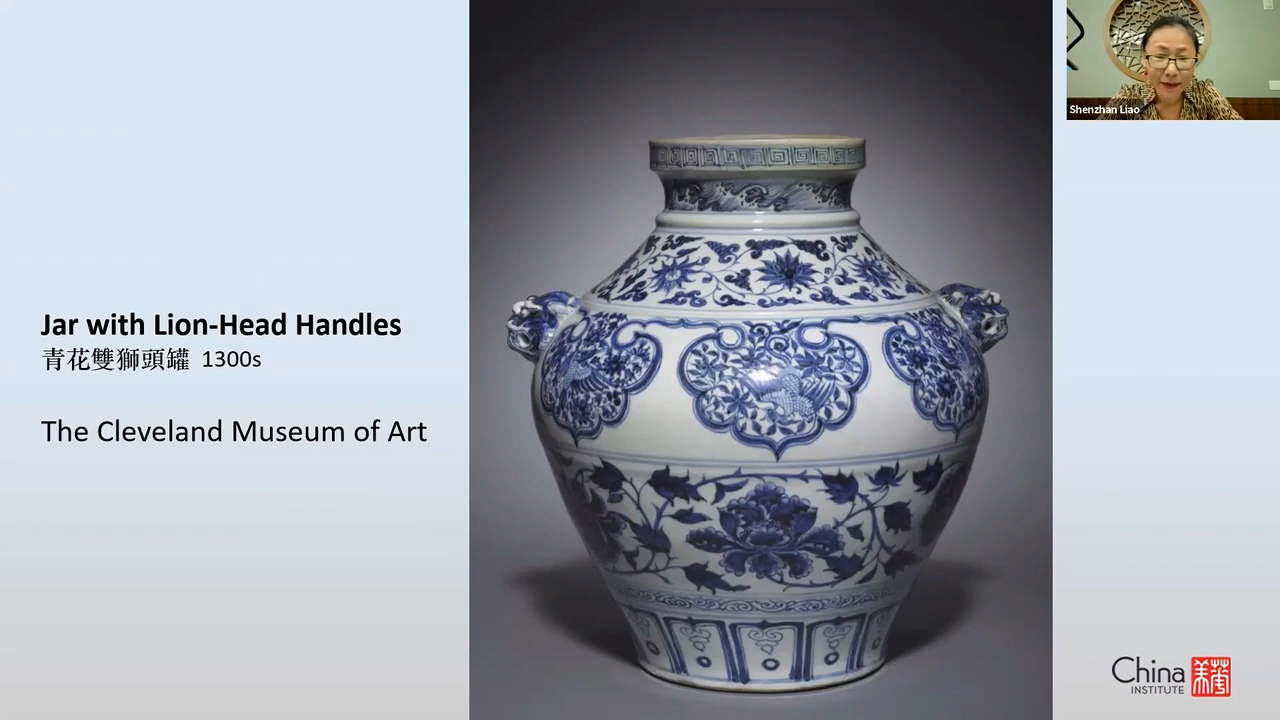 Shenzhan Liao
Jar with Lion-Head Handles
青花雙獅頭罐 1300s
The Cleveland Museum of Art
China
INSTITUTE